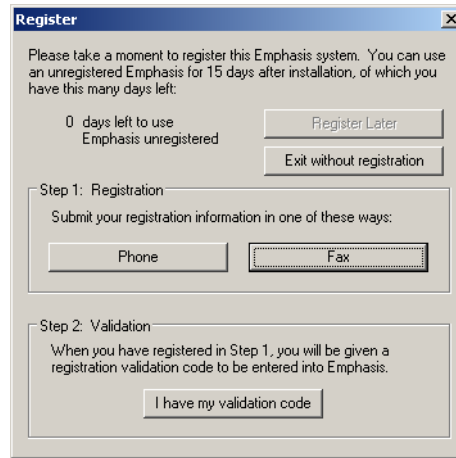 Register
Please take a moment to register this Emphasis system. You can use
an unregistered Emphasis for 15 days after installation, of which you
have this many days left:
0 days left to use
Emphasis unregistered
Register Later
Exit without registration
Step 1: Registration
Submit your registration information in one of these ways:
Phone
Fax
Step 2: Validation
When you have registered in Step 1, you will be given a
registration validation code to be entered into Emphasis.
I have my validation code